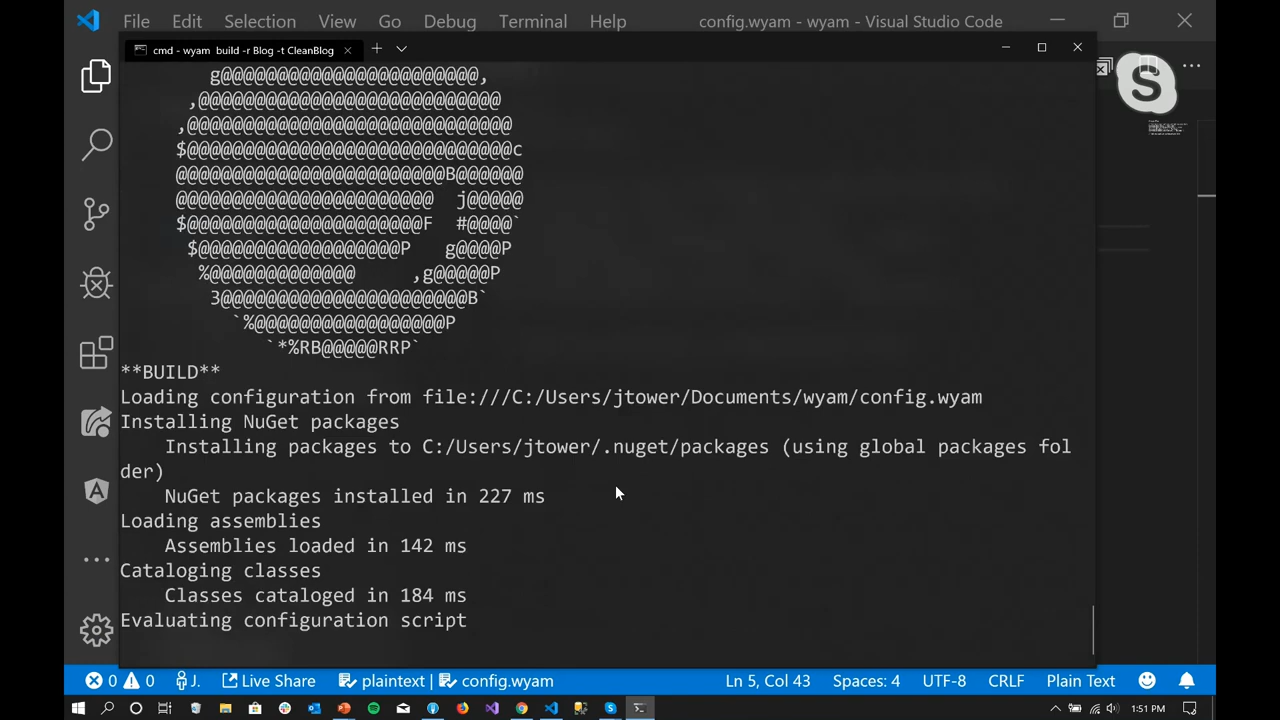 File Edit Selection View Go Debug Terminal Help config.wyam - wyam - Visual Studio Code
cmd - wyam build -r Blog -t CleanBlog
S
g@@@@@@@@@@@@@@@@@@@@@@@,
,@@@@@@@@@@@@@@@@@@@@@@@@@@
,@@@@@@@@@@@@@@@@@@@@@@@@@@@@
$@@@@@@@@@@@@@@@@@@@@@@@@@@@@@c
@@@@@@@@@@@@@@@@@@@@@@@@B@@@@@@
@@@@@@@@@@@@@@@@@@@@@@@ j@@@@@
$@@@@@@@@@@@@@@@@@@@@@F #@@@@`
$@@@@@@@@@@@@@@@@@@P g@@@@P
%@@@@@@@@@@@@@ ,g@@@@@P
3@@@@@@@@@@@@@@@@@@@@@@B`
`%@@@@@@@@@@@@@@@@@P
`*%RB@@@@@RRP`
**BUILD**
Loading configuration from file:///C:/Users/jtower/Documents/wyam/config.wyam
Installing NuGet packages
Installing packages to C:/Users/jtower/.nuget/packages (using global packages fol
der)
NuGet packages installed in 227 ms
Loading assemblies
Assemblies loaded in 142 ms
Cataloging classes
Classes cataloged in 184 ms
Evaluating configuration script
0 0 J. Live Share plaintext | config.wyam Ln 5, Col 43 Spaces: 4 UTF-8 CRLF Plain Text
1:51 PM